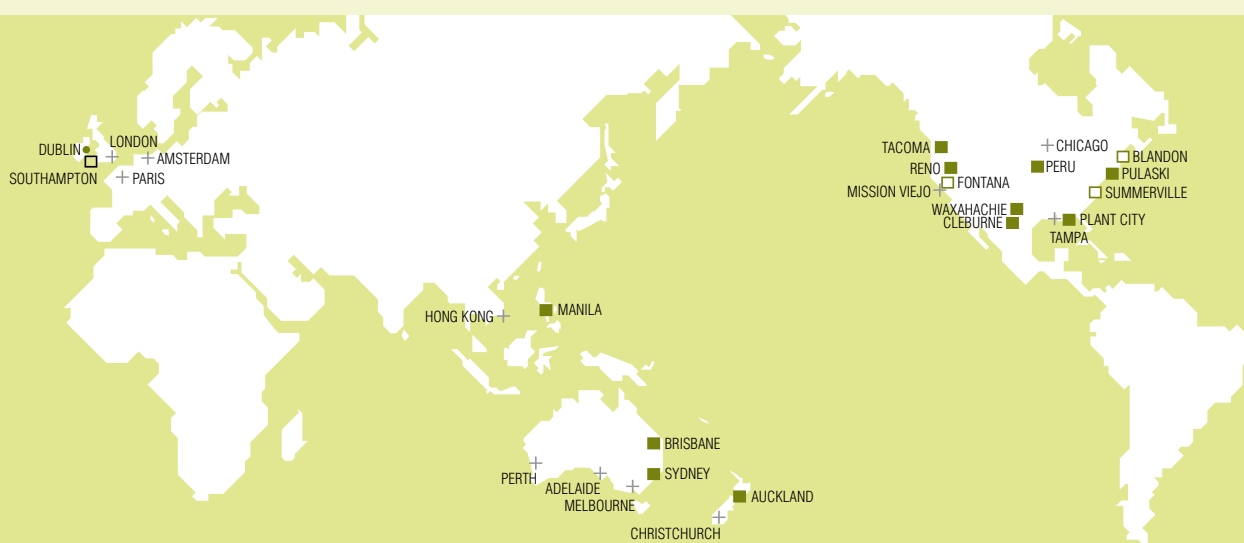 DUBLIN
LONDON
AMSTERDAM
SOUTHAMPTON
PARIS
TACOMA
CHICAGO
BLANDON
RENO
PERU
PULASKI
FONTANA
MISSION VIEJO
SUMMERVILLE
WAXAHACHIE
CLEBURNE
PLANT CITY
TAMPA
HONG KONG
MANILA
BRISBANE
PERTH
SYDNEY
ADELAIDE
MELBOURNE
AUCKLAND
CHRISTCHURCH